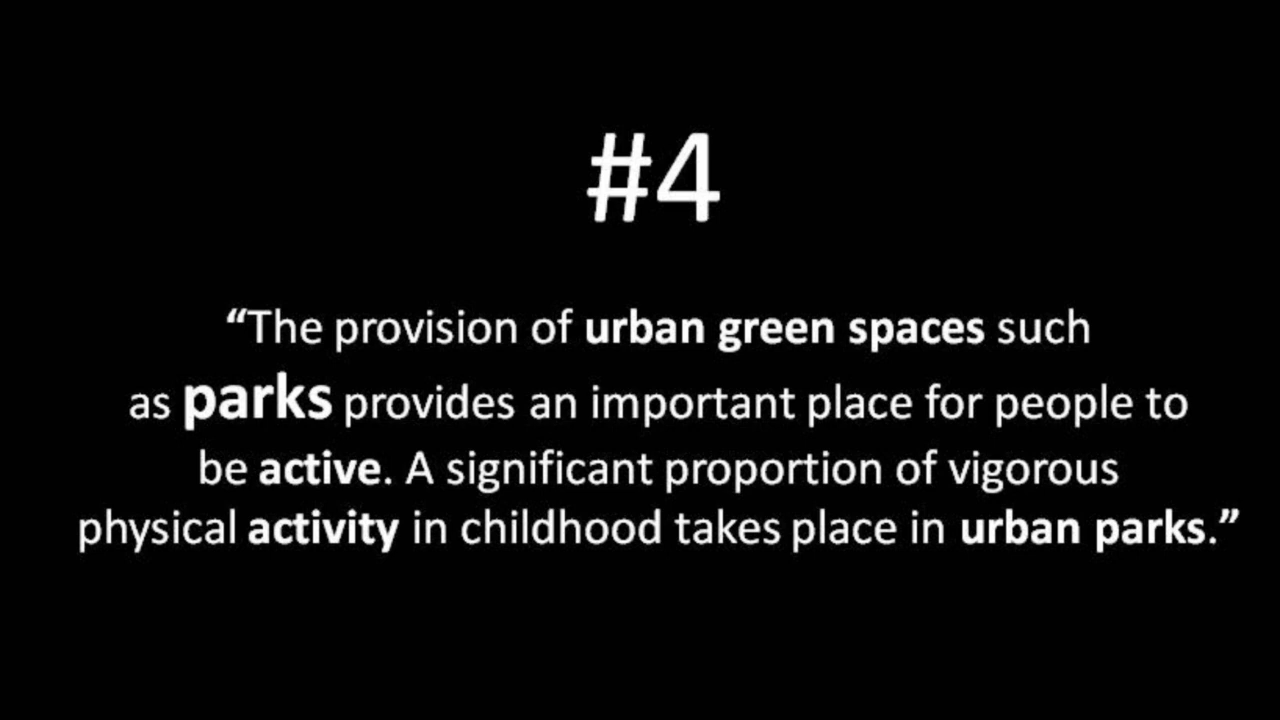 #4
“The provision of urban green spaces such
as parks provides an important place for people to
be active. A significant proportion of vigorous
physical activity in childhood takes place in urban parks.”